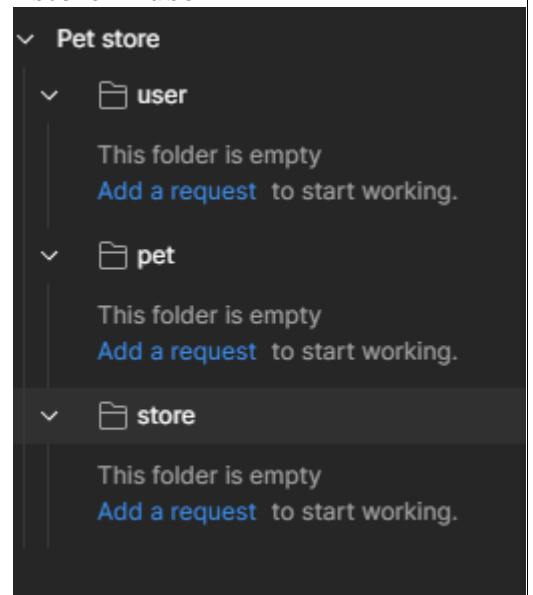 Pet store
user
This folder is empty
Add a request to start working.
pet
This folder is empty
Add a request to start working.
store
This folder is empty
Add a request to start working.